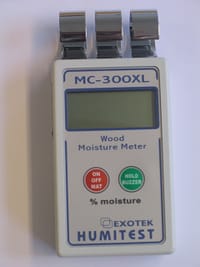 MC-300XL
Wood
Moisture Meter
ON
OFF
MAT
HOLD
BUZZER
% moisture
EXOTEK
HUMITEST